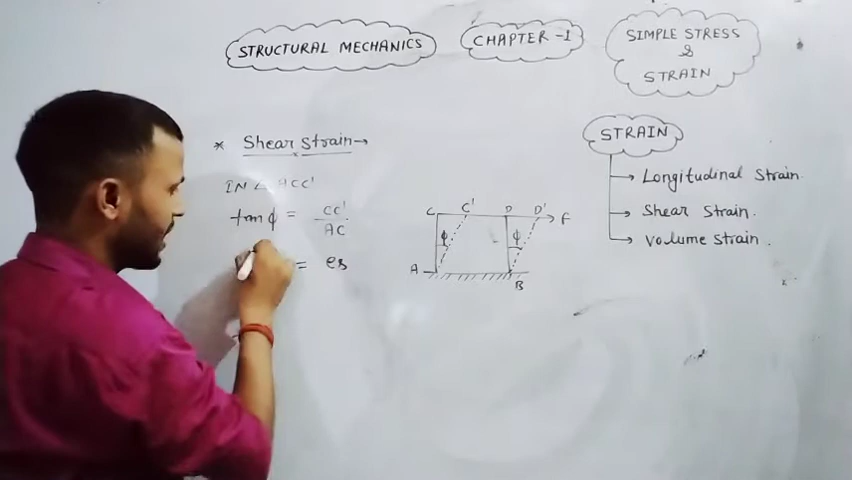 STRUCTURAL MECHANICS
CHAPTER-1
SIMPLE STRESS
&
STRAIN
* Shear strain→
IN △ ACC'
tan ϕ = CC'/AC
= es
C C' D D' F
ϕ ϕ
A
B
STRAIN
→ Longitudinal strain.
→ Shear strain.
→ Volume strain.